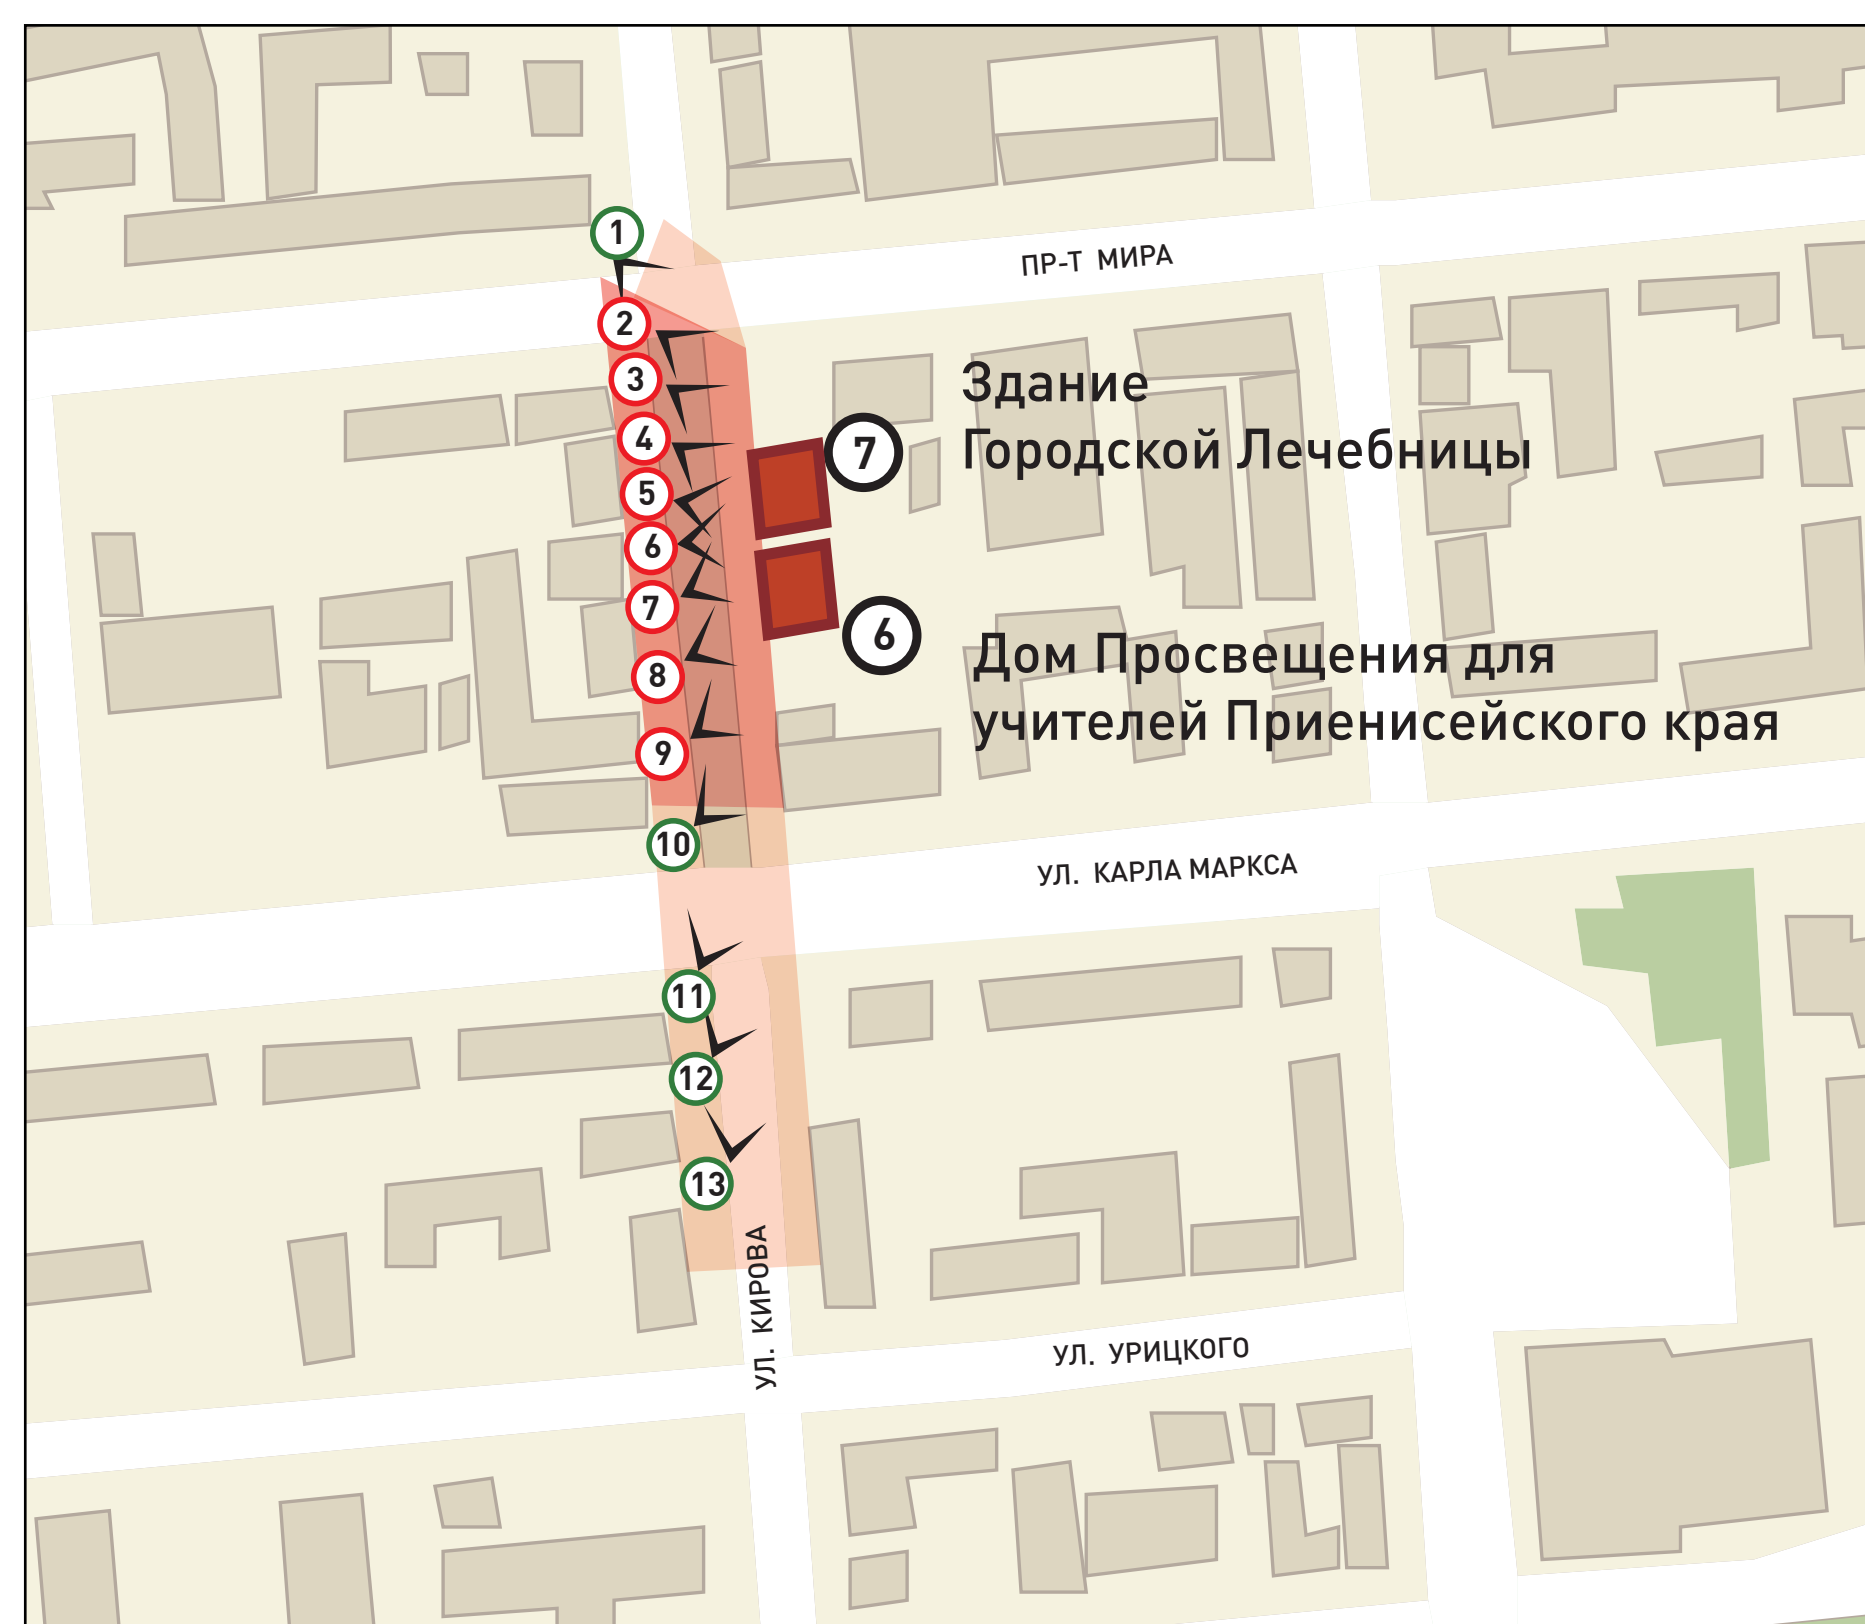 1
ПР-Т МИРА
2
3
Здание
4
7
Городской Лечебницы
5
6
7
6
Дом Просвещения для
8
учителей Приенисейского края
9
10
УЛ. КАРЛА МАРКСА
11
12
13
УЛ. КИРОВА
УЛ. УРИЦКОГО